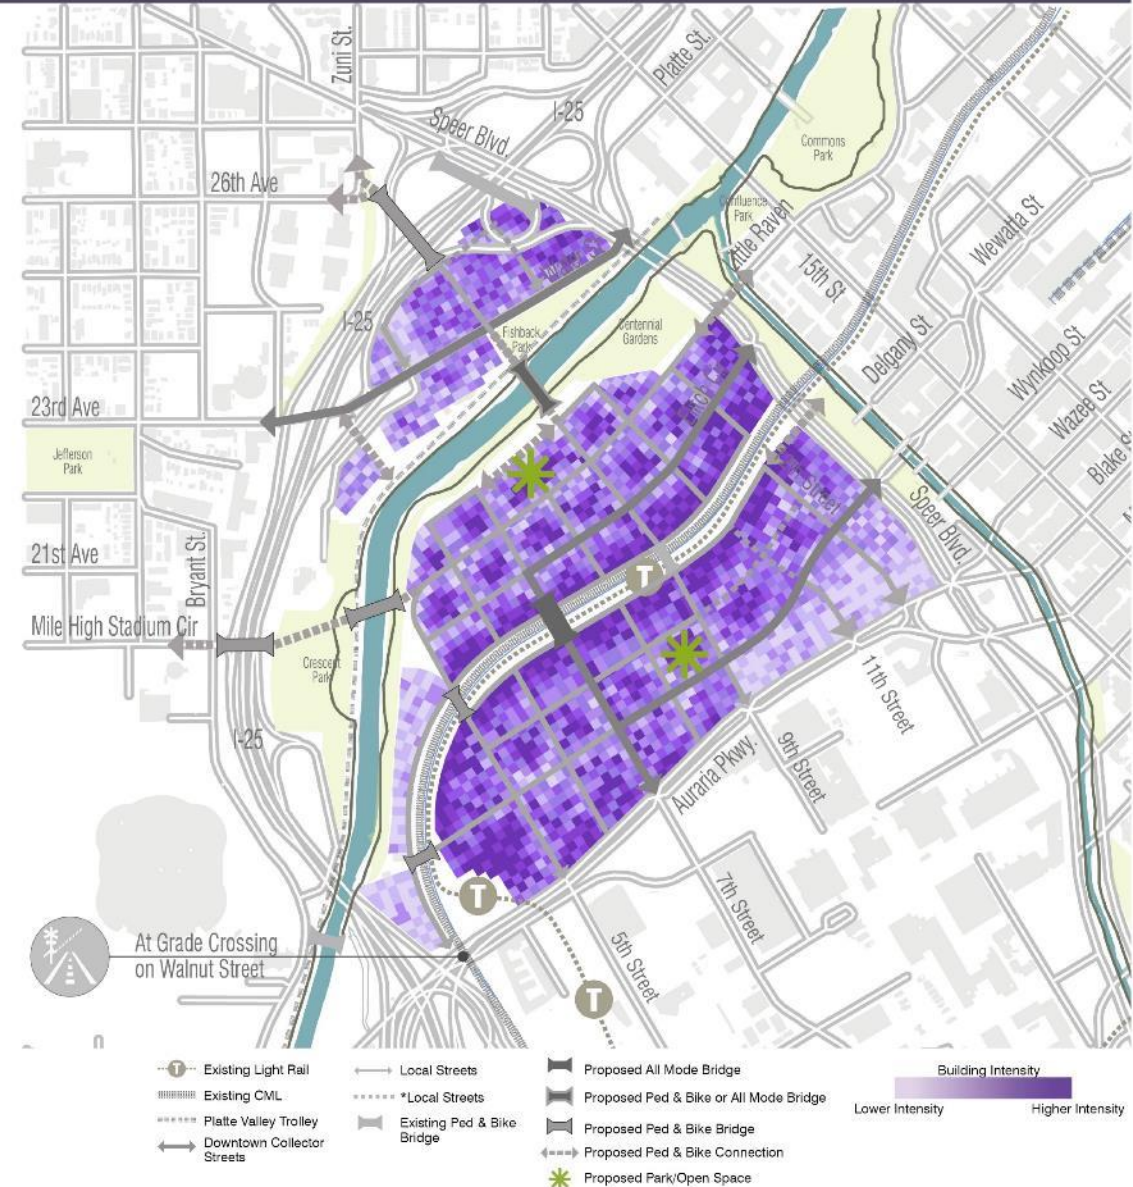 Zuni St.
Platte St.
I-25
Speer Blvd.
Commons
Park
26th Ave
Confluence
Park
Little Raven
Wewatta St
15th St
I-25
Fishback
Park
Centennial
Gardens
Delgany St
Wynkoop St
Wazee St
Blake S
23rd Ave
Jefferson
Park
Street
Speer Blvd.
21st Ave
Bryant St.
T
Mile High Stadium Cir
Crescent
Park
11th Street
I-25
9th Street
Auraria Pkwy.
T
7th Street
At Grade Crossing
on Walnut Street
5th Street
T
T Existing Light Rail
Existing CML
Platte Valley Trolley
Downtown Collector
Streets
Local Streets
*Local Streets
Existing Ped & Bike
Bridge
Proposed All Mode Bridge
Proposed Ped & Bike or All Mode Bridge
Proposed Ped & Bike Bridge
Proposed Ped & Bike Connection
Proposed Park/Open Space
Building Intensity
Lower Intensity
Higher Intensity